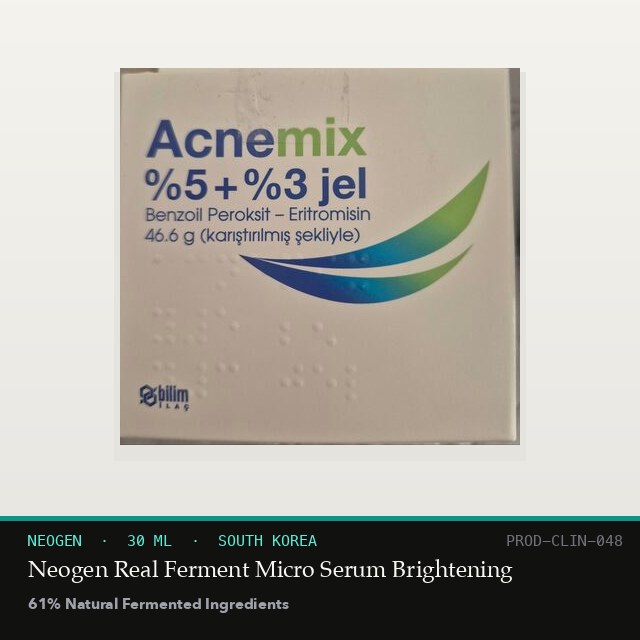 Acnemix
%5+%3 jel
Benzoil Peroksit – Eritromisin
46.6 g (karıştırılmış şekliyle)
bilim
İLAÇ
NEOGEN · 30 ML · SOUTH KOREA
PROD–CLIN–048
Neogen Real Ferment Micro Serum Brightening
61% Natural Fermented Ingredients